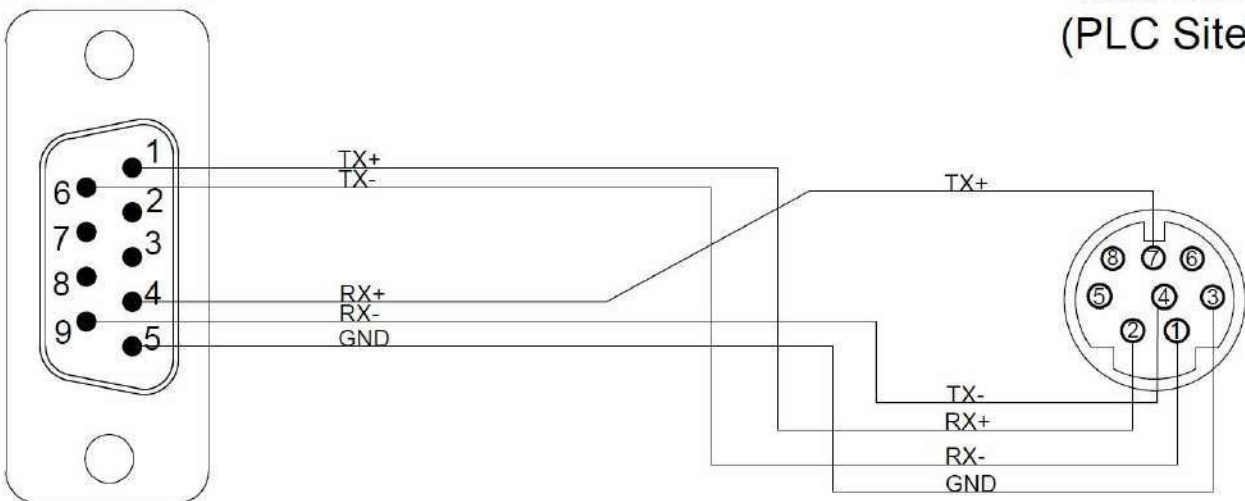 (PLC Site
1
TX+
6
TX-
TX+
2
7
3
8 7 6
8
4
RX+
5 4 3
9
RX-
2 1
5
GND
TX-
RX+
RX-
GND